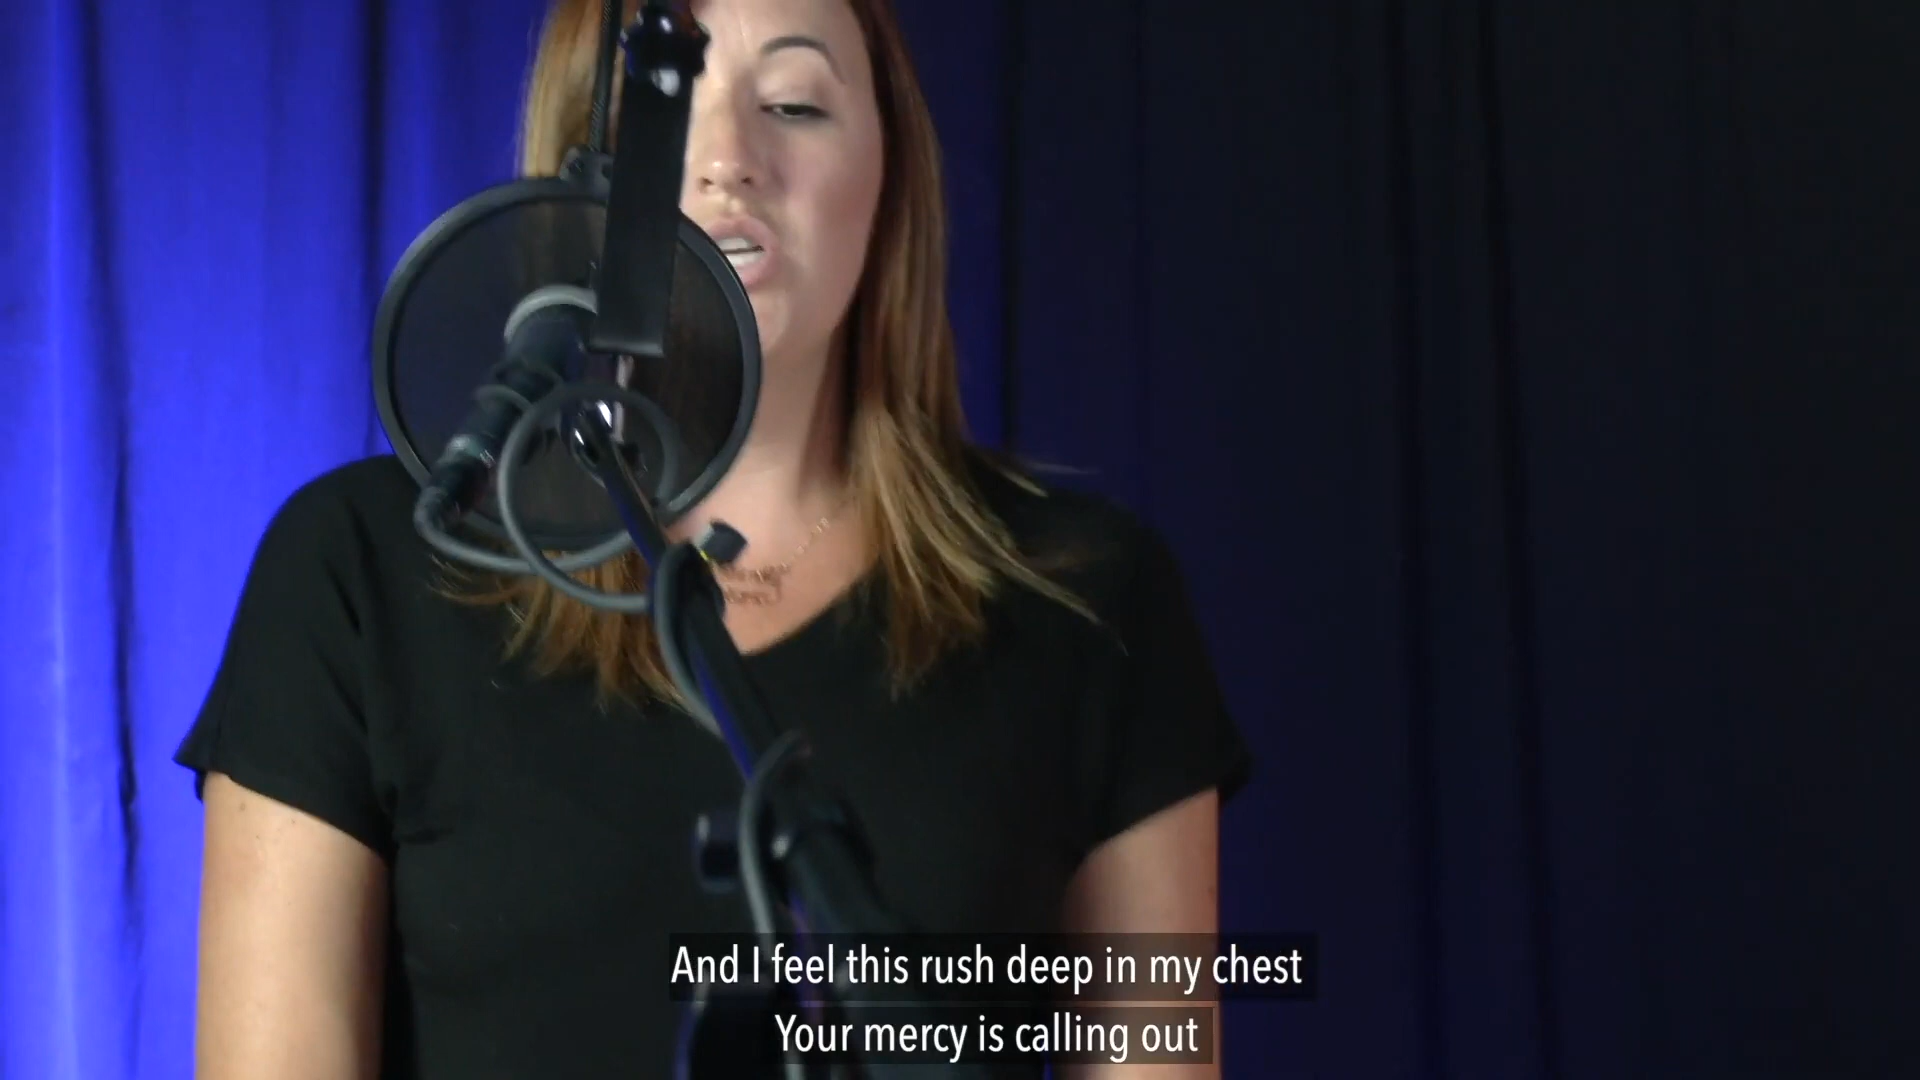 And I feel this rush deep in my chest
Your mercy is calling out